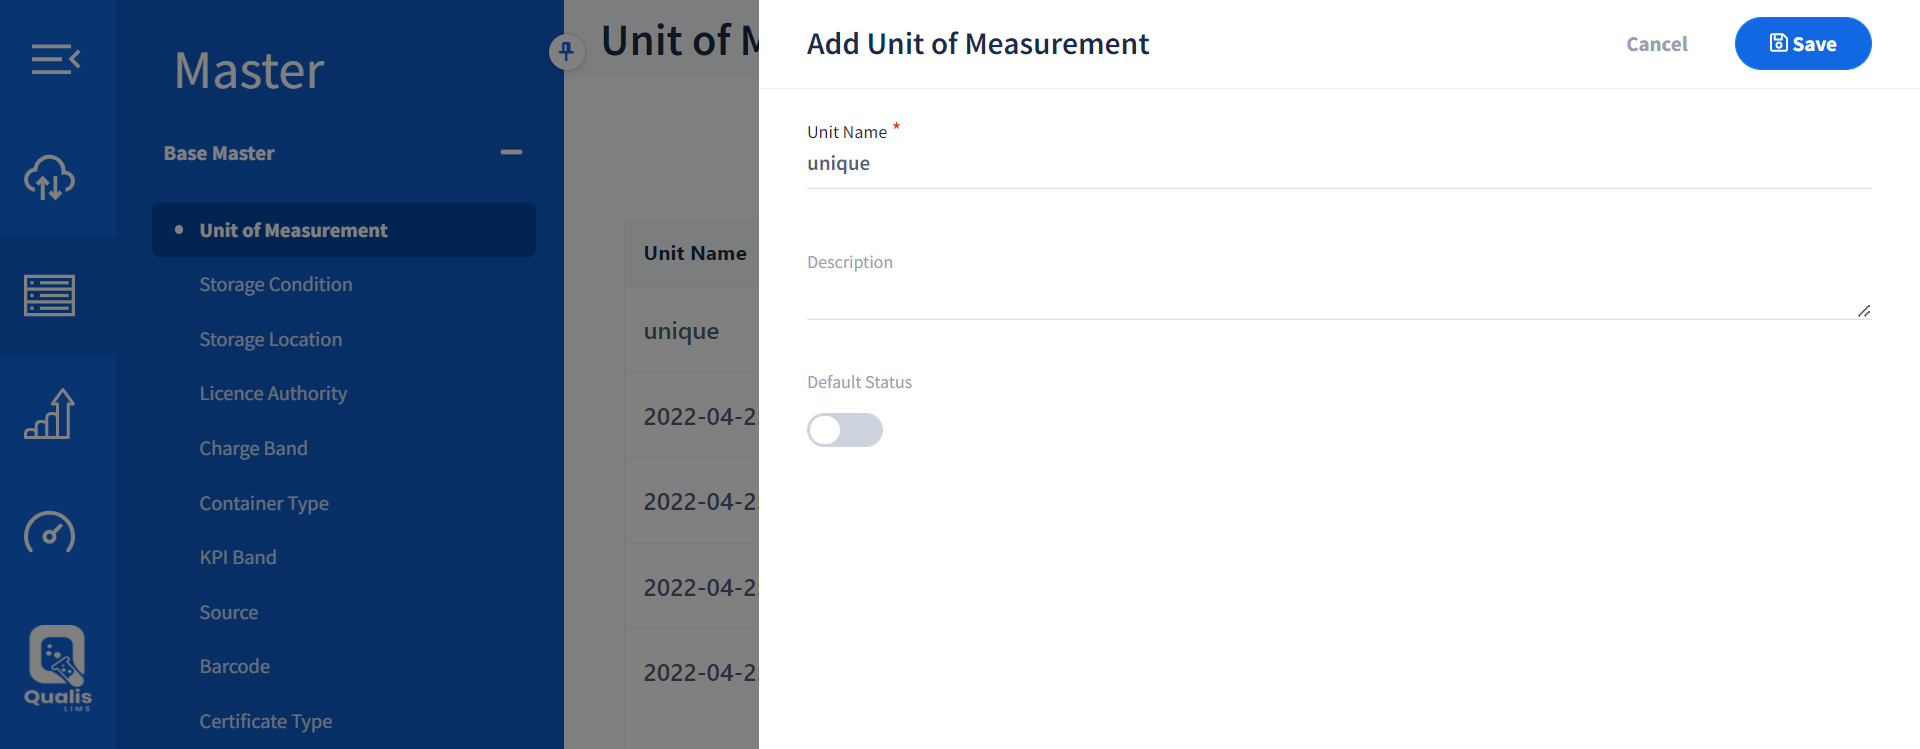 Master
Base Master
Unit of Measurement
Storage Condition
Storage Location
Licence Authority
Charge Band
Container Type
KPI Band
Source
Barcode
Certificate Type
Qualis
LIMS
Unit of M
Unit Name
unique
2022-04-2
2022-04-2
2022-04-2
2022-04-2
Add Unit of Measurement
Cancel
Save
Unit Name *
unique
Description
Default Status